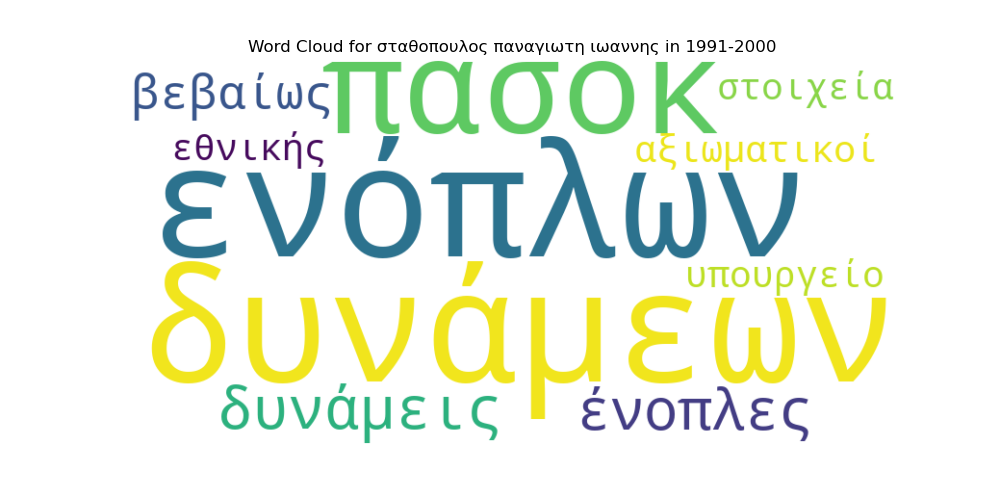 Word Cloud for σταθοπουλος παναγιωτη ιωαννης in 1991-2000
βεβαίως πασοκ στοιχεία
εθνικής αξιωματικοί
ενόπλων
υπουργείο
δυνάμεων
δυνάμεις ένοπλες